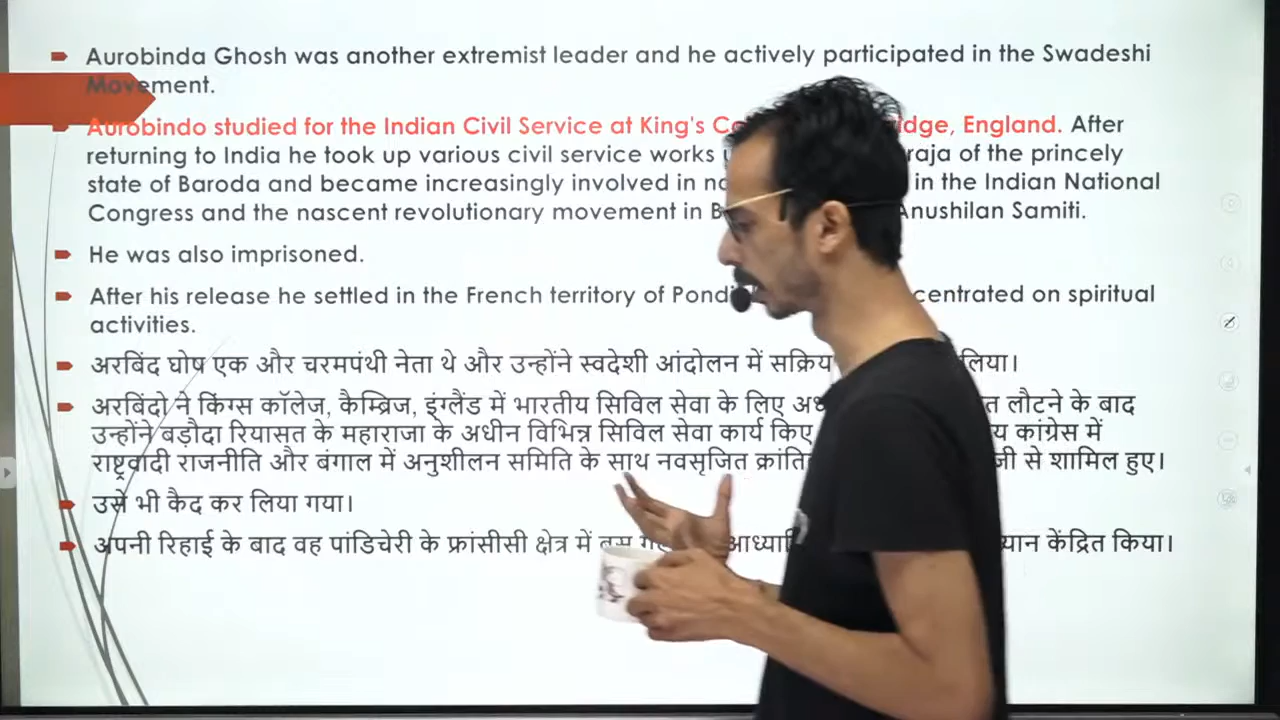 Aurobinda Ghosh was another extremist leader and he actively participated in the Swadeshi
Movement.
Aurobindo studied for the Indian Civil Service at King's England. After
returning to India he took up various civil service works of the princely
state of Baroda and became increasingly involved in in the Indian National
Congress and the nascent revolutionary movement in Anushilan Samiti.
He was also imprisoned.
After his release he settled in the French territory of on spiritual
activities.
अरबिंद घोष एक और चरमपंथी नेता थे और उन्होंने स्वदेशी आंदोलन में सक्रिय लिया।
अरबिंदो ने किंग्स कॉलेज, कैम्ब्रिज, इंग्लैंड में भारतीय सिविल सेवा के लिए लौटने के बाद
उन्होंने बड़ौदा रियासत के महाराजा के अधीन विभिन्न सिविल सेवा कार्य किए कांग्रेस में
राष्ट्रवादी राजनीति और बंगाल में अनुशीलन समिति के साथ नवसृजित से शामिल हुए।
उसे भी कैद कर लिया गया।
अपनी रिहाई के बाद वह पांडिचेरी के फ्रांसीसी क्षेत्र में केंद्रित किया।